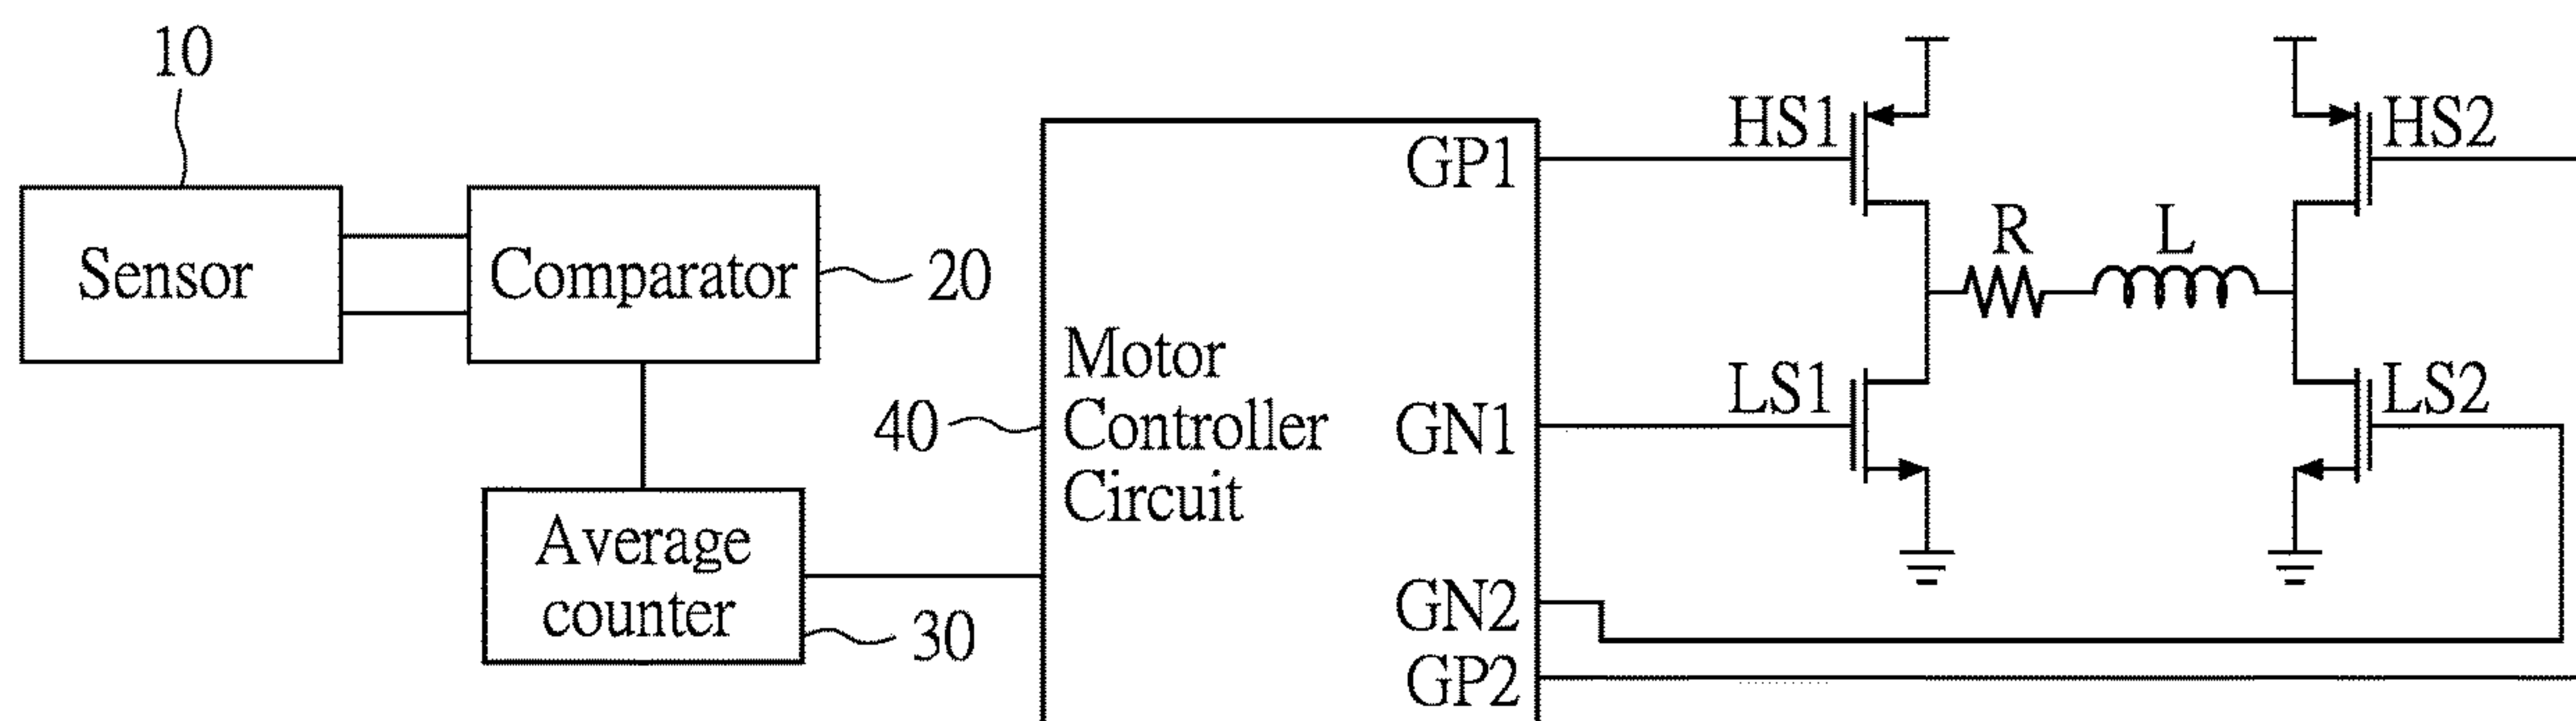 10
Sensor
Comparator
20
Average
counter
30
40
Motor
Controller
Circuit
GP1
GN1
GN2
GP2
HS1
HS2
R
L
LS1
LS2